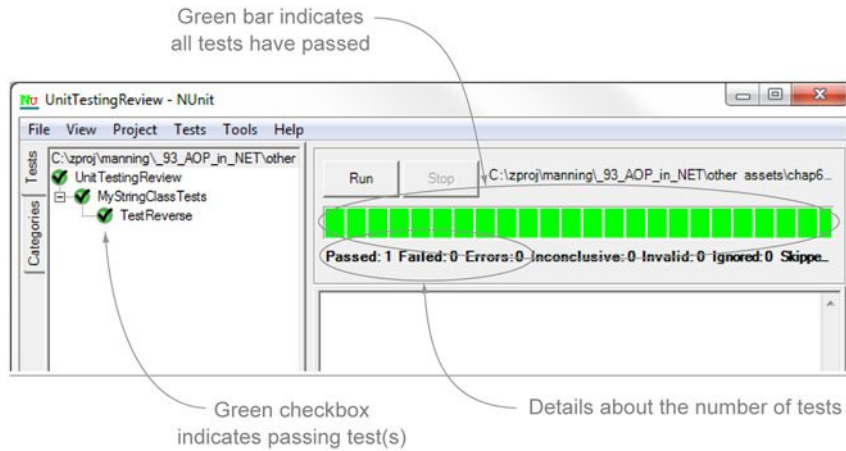 Green bar indicates
all tests have passed
NU UnitTestingReview - NUnit
File View Project Tests Tools Help
Tests
Categories
C:\zproj\manning\_93_AOP_in_NET\other
UnitTestingReview
MyStringClassTests
TestReverse
Run
Stop
C:\zproj\manning\_93_AOP_in_NET\other assets\chap6...
Passed: 1 Failed: 0 Errors: 0 Inconclusive: 0 Invalid: 0 Ignored: 0 Skippe...
Green checkbox
indicates passing test(s)
Details about the number of tests